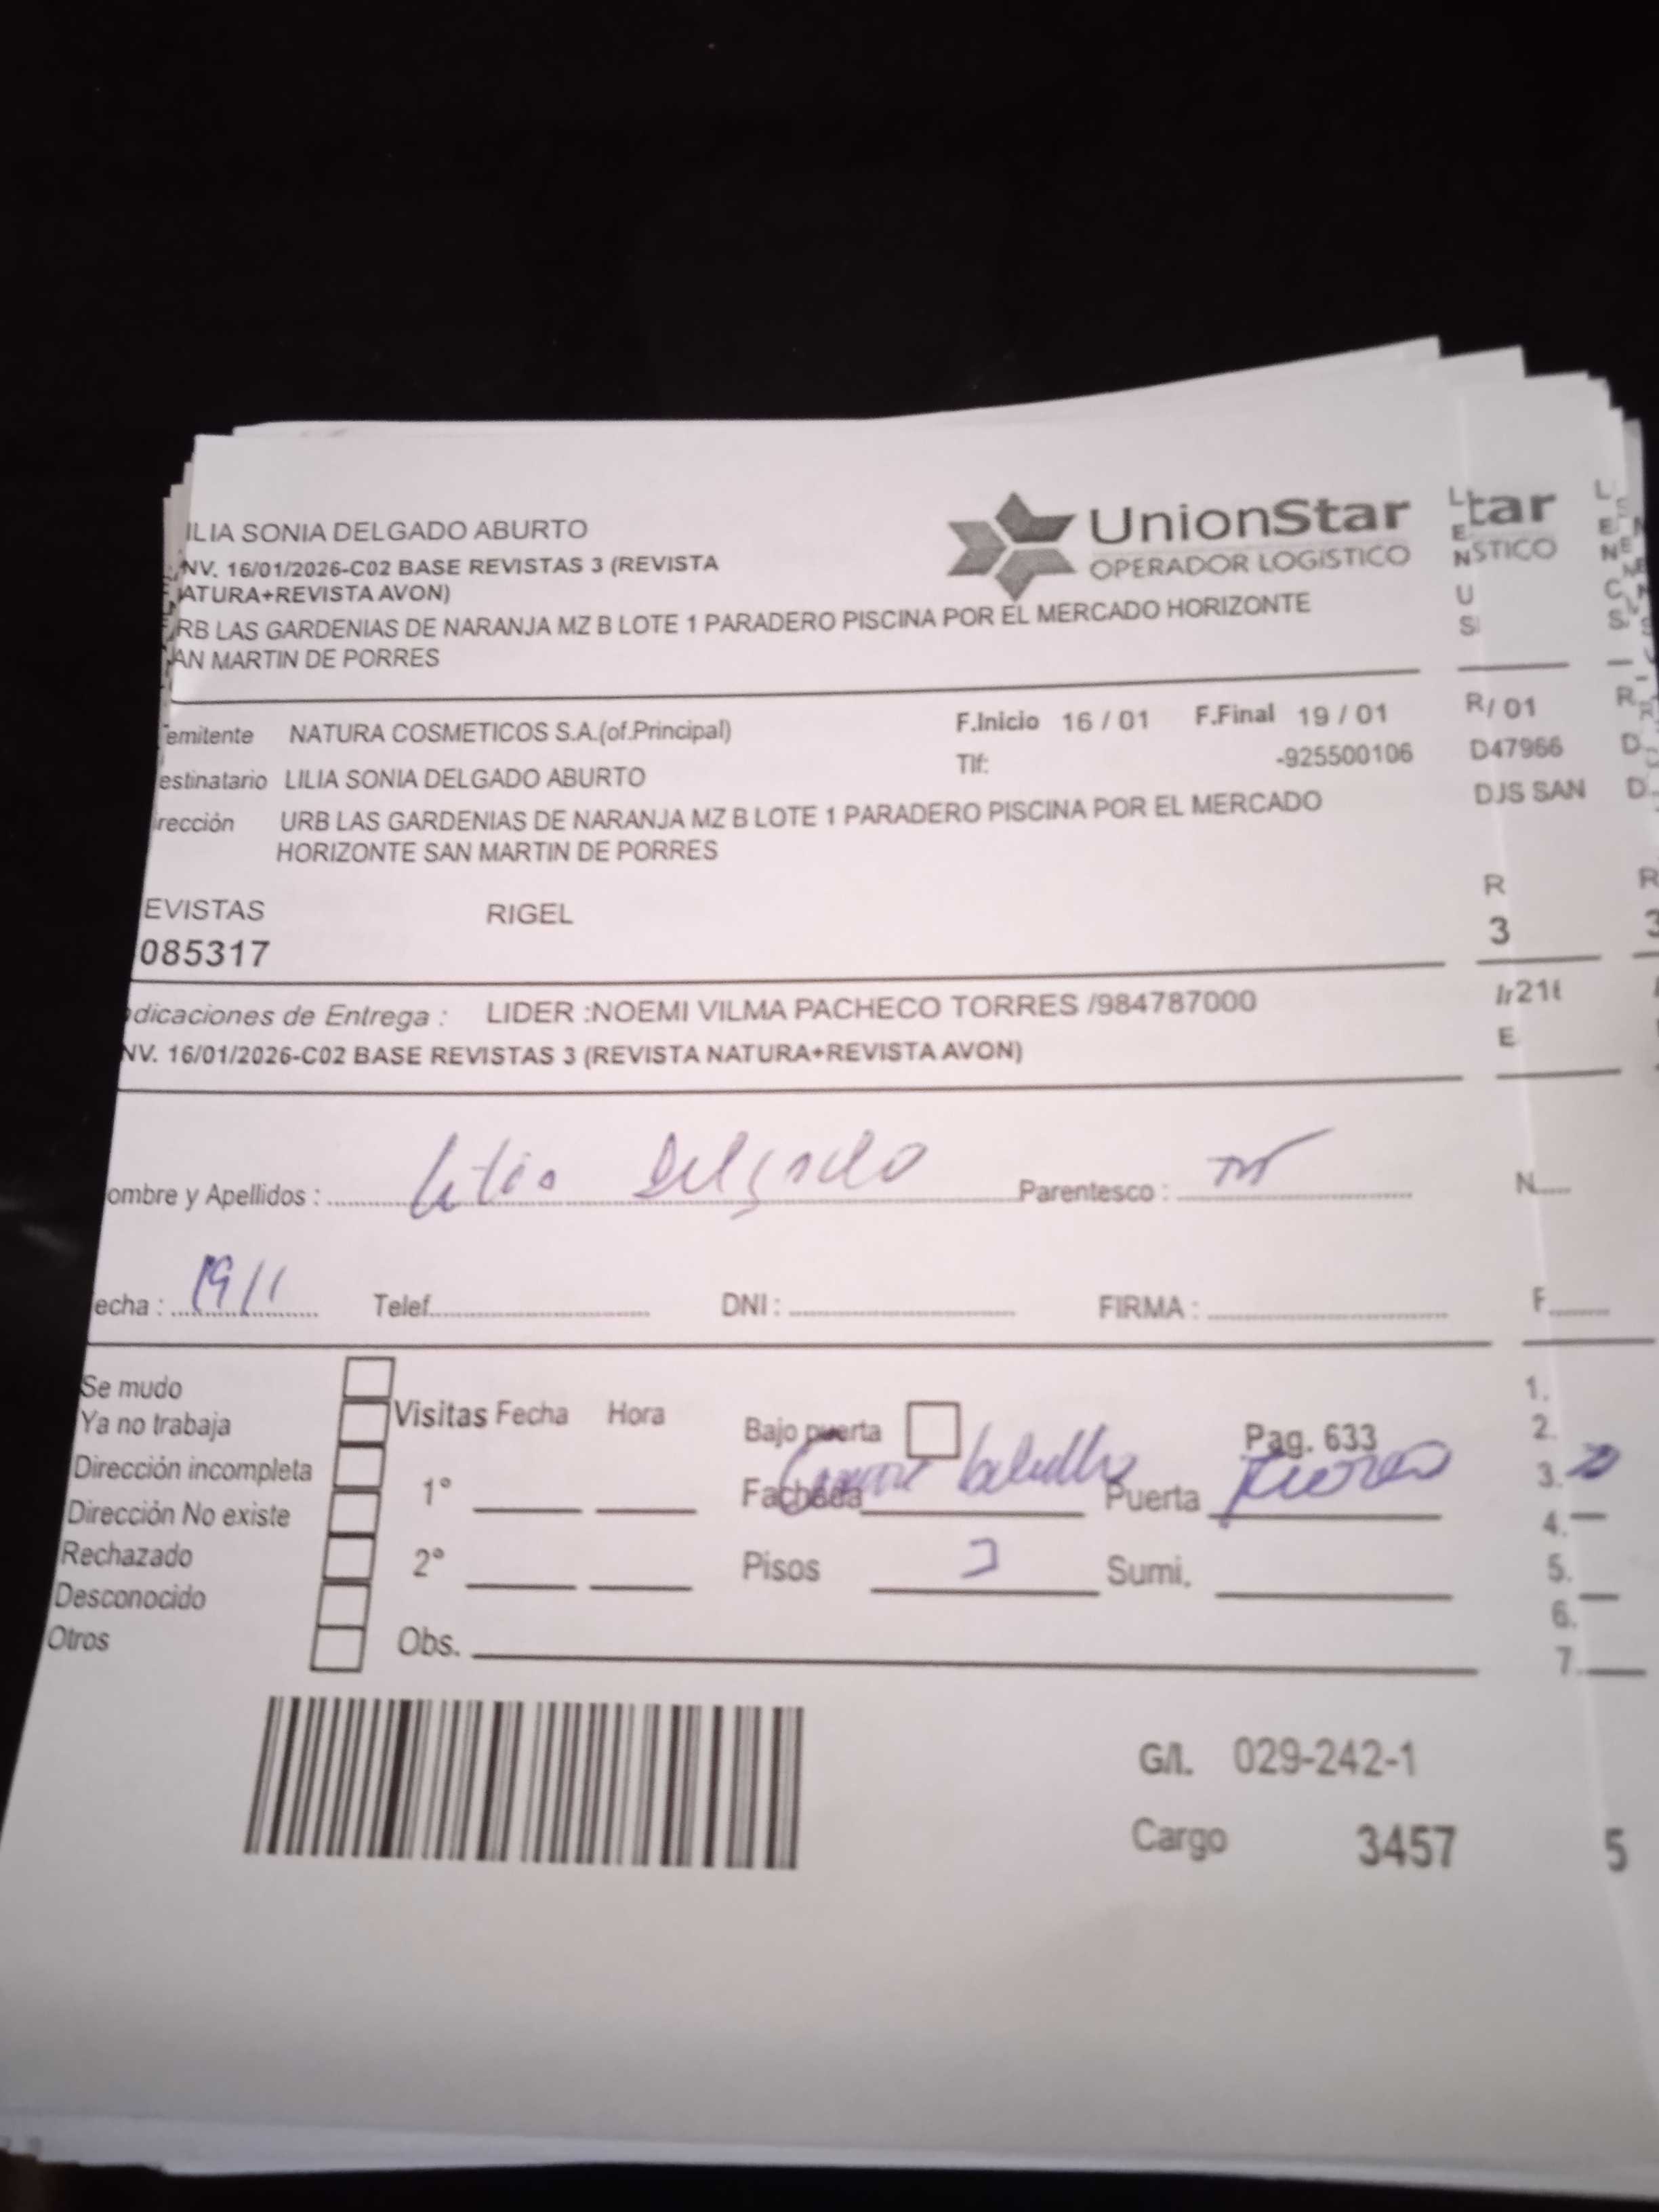 ILIA SONIA DELGADO ABURTO
NV. 16/01/2026-C02 BASE REVISTAS 3 (REVISTA
ATURA+REVISTA AVON)
RB LAS GARDENIAS DE NARANJA MZ B LOTE 1 PARADERO PISCINA POR EL MERCADO HORIZONTE
AN MARTIN DE PORRES
UnionStar
OPERADOR LOGISTICO
emitente NATURA COSMETICOS S.A.(of.Principal) F.Inicio 16 / 01 F.Final 19 / 01
estinatario LILIA SONIA DELGADO ABURTO Tlf: -925500106
irección URB LAS GARDENIAS DE NARANJA MZ B LOTE 1 PARADERO PISCINA POR EL MERCADO
HORIZONTE SAN MARTIN DE PORRES
EVISTAS RIGEL
085317
dicaciones de Entrega : LIDER :NOEMI VILMA PACHECO TORRES /984787000
NV. 16/01/2026-C02 BASE REVISTAS 3 (REVISTA NATURA+REVISTA AVON)
ombre y Apellidos : Lilia Delgado Parentesco :
echa : 19/1 Telef. DNI : FIRMA :
Se mudo
Ya no trabaja
Dirección incompleta
Dirección No existe
Rechazado
Desconocido
Otros
Visitas Fecha Hora
1°
2°
Obs.
Bajo puerta Pag. 633
Fachada Puerta
Pisos Sumi.
G/l. 029-242-1
Cargo 3457
tar
STICO
R/ 01
D47966
DJS SAN
R
3
E
N
F
1.
2.
3.
4.
5.
6.
7.
5